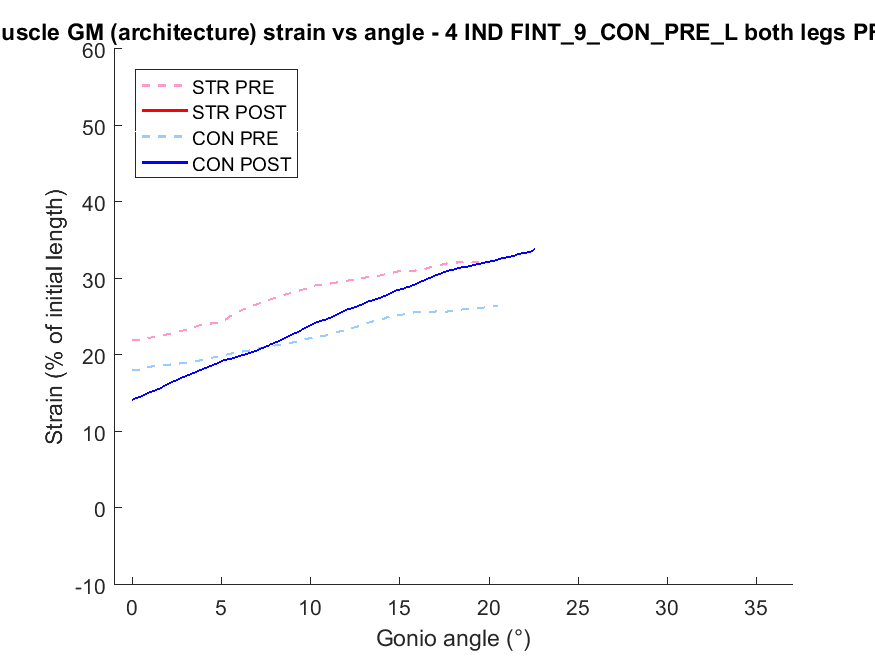 uscle GM (architecture) strain vs angle - 4 IND FINT_9_CON_PRE_L both legs PR
60
50
40
30
20
10
0
-10
Strain (% of initial length)
STR PRE
STR POST
CON PRE
CON POST
0 5 10 15 20 25 30 35
Gonio angle (°)